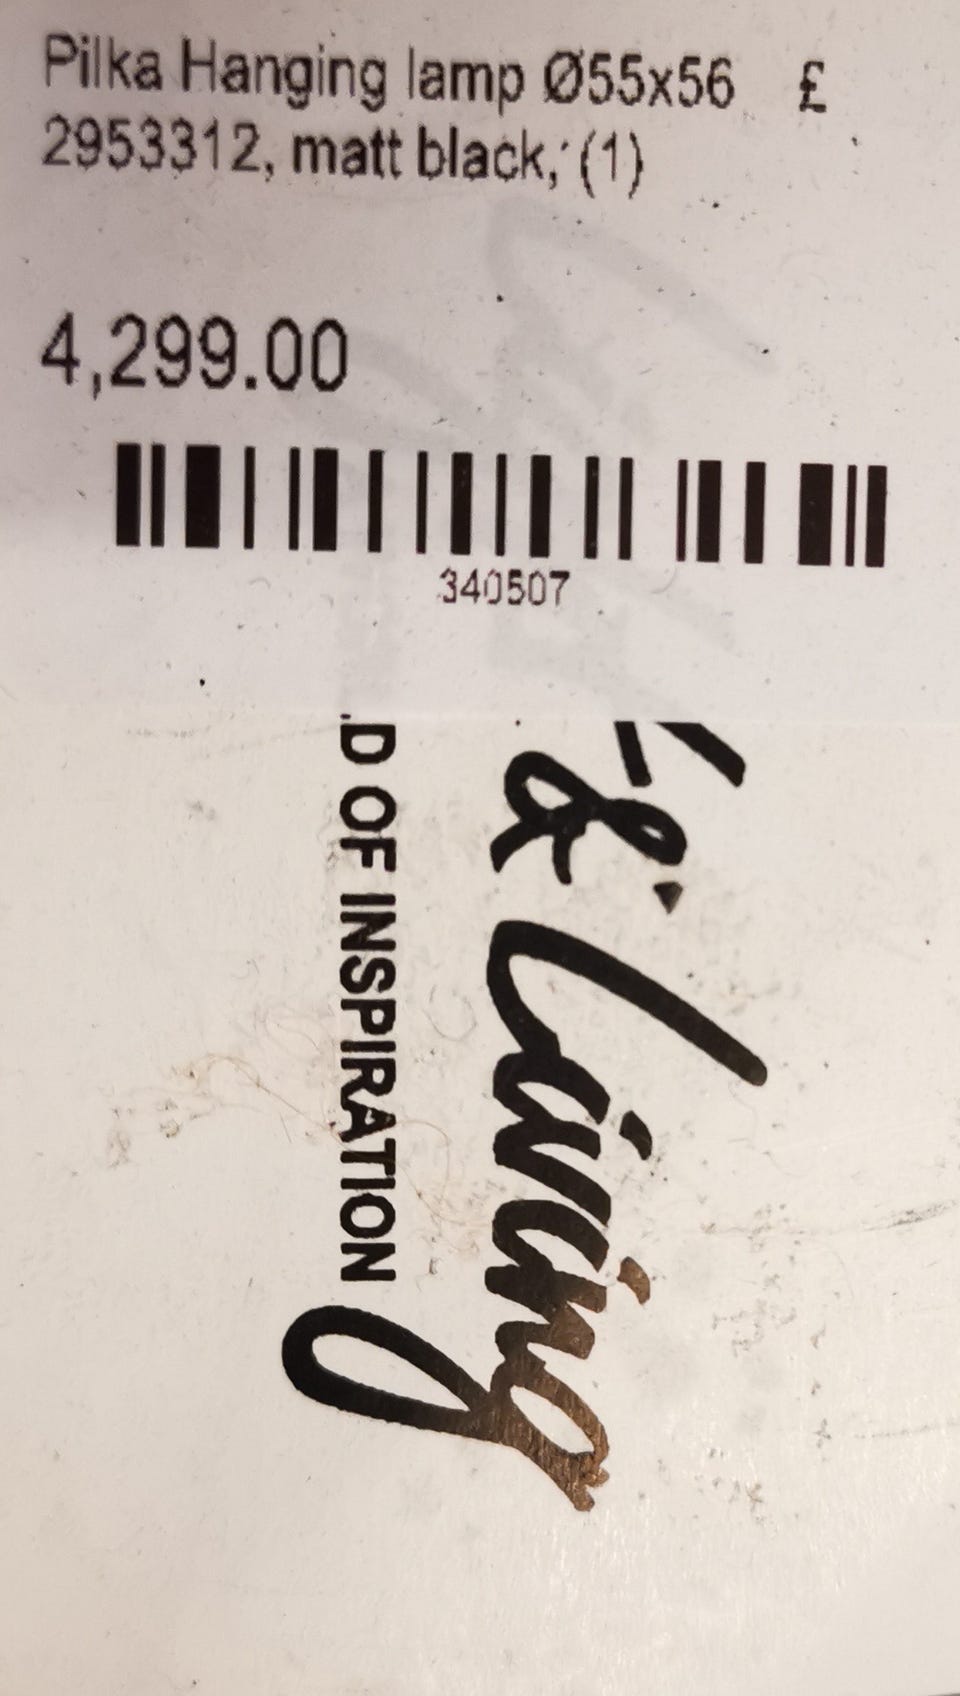 Pilka Hanging lamp Ø55x56 £
2953312, matt black, (1)
4,299.00
340507
& living
D OF INSPIRATION